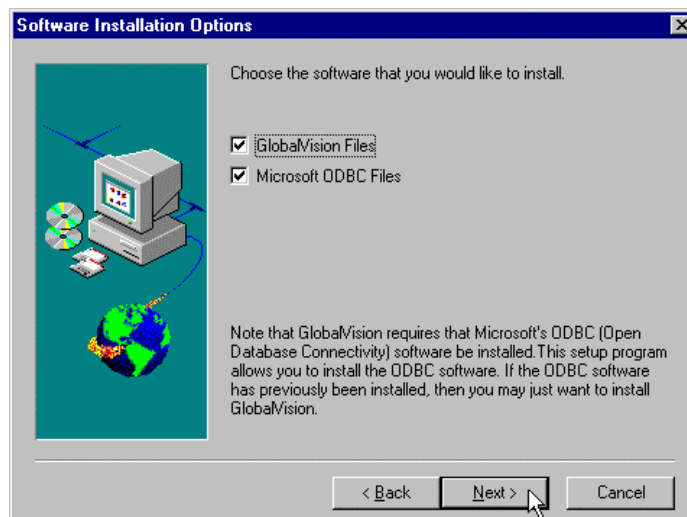 Software Installation Options
Choose the software that you would like to install.
GlobalVision Files
Microsoft ODBC Files
Note that GlobalVision requires that Microsoft's ODBC (Open
Database Connectivity) software be installed.This setup program
allows you to install the ODBC software. If the ODBC software
has previously been installed, then you may just want to install
GlobalVision.
< Back
Next >
Cancel